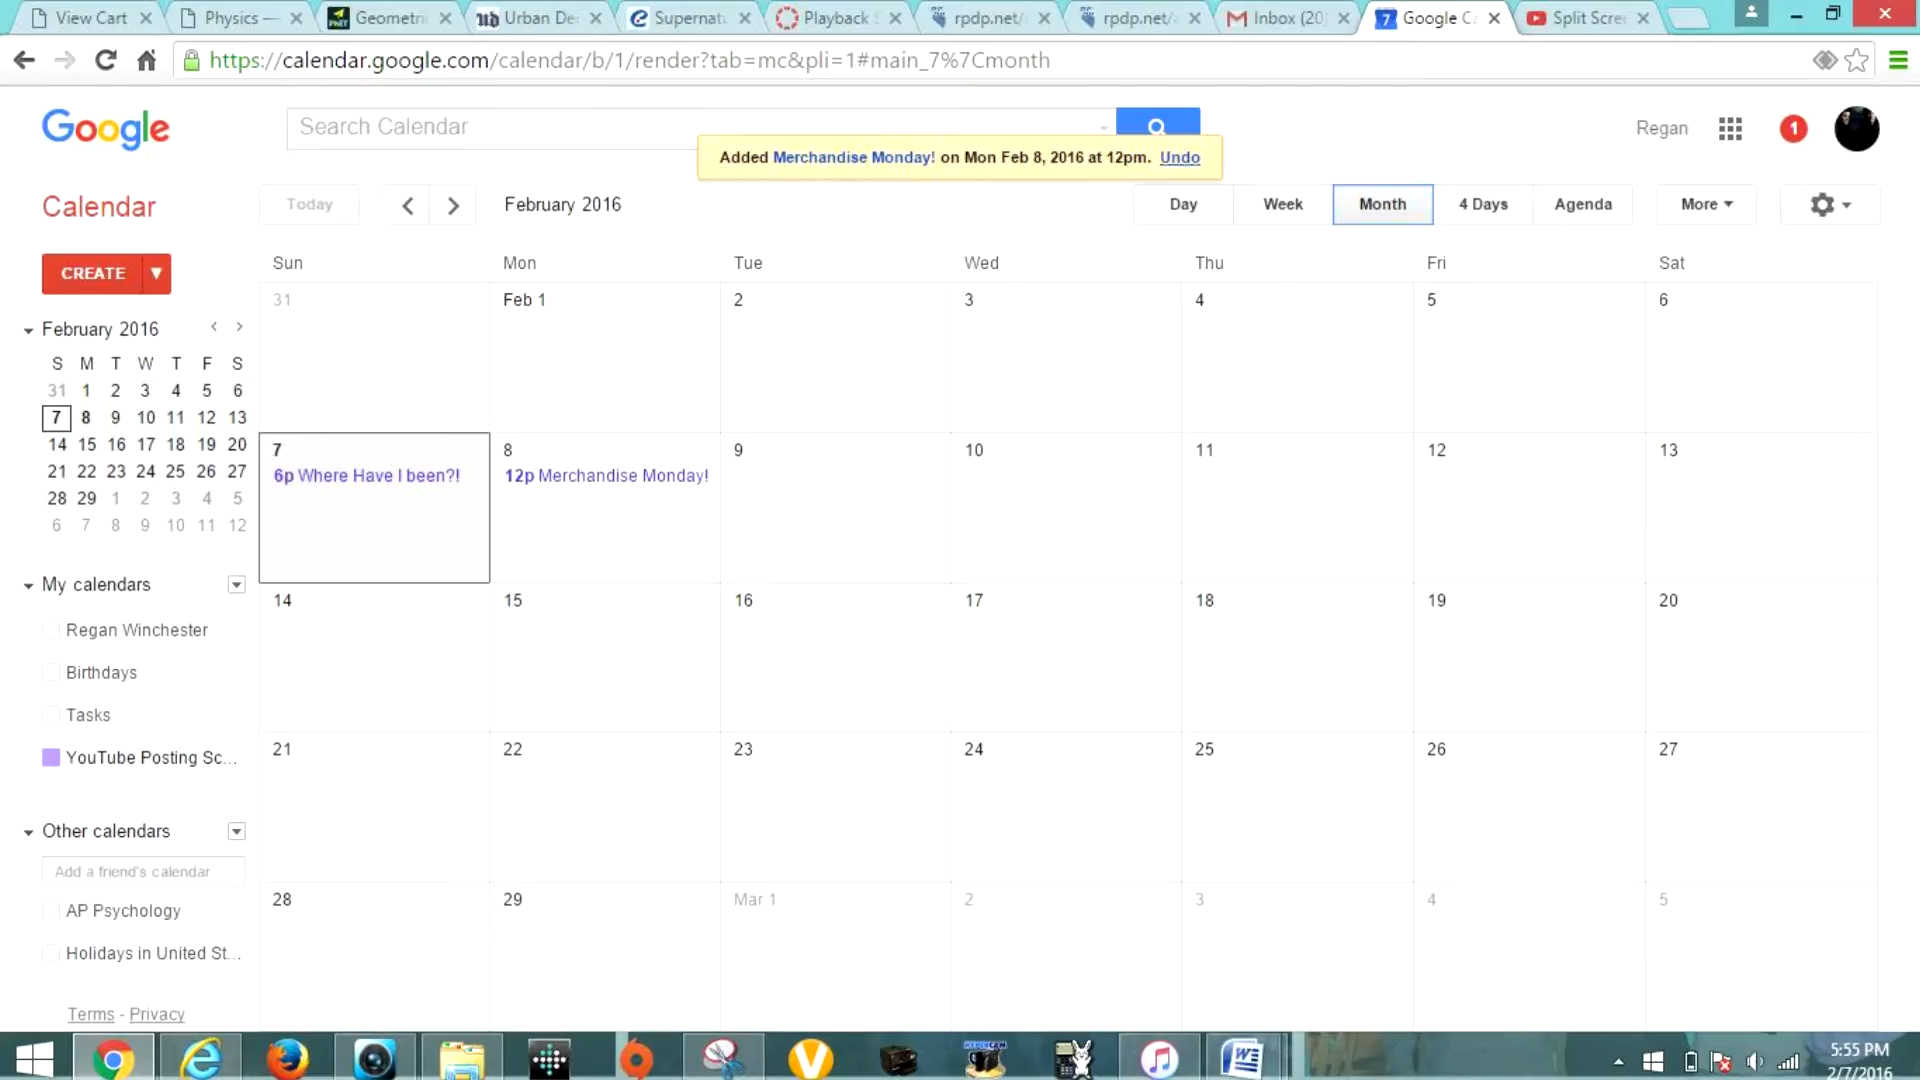 View Cart
Physics —
Geometri
Urban De
Supernatu
Playback S
rpdp.net/
rpdp.net/
Inbox (20
Google Ca
Split Scree
https://calendar.google.com/calendar/b/1/render?tab=mc&pli=1#main_7%7Cmonth
Google
Search Calendar
Regan
1
Added Merchandise Monday! on Mon Feb 8, 2016 at 12pm. Undo
Calendar
Today
February 2016
Day Week Month 4 Days Agenda More
CREATE
February 2016
S M T W T F S
31 1 2 3 4 5 6
7 8 9 10 11 12 13
14 15 16 17 18 19 20
21 22 23 24 25 26 27
28 29 1 2 3 4 5
6 7 8 9 10 11 12
My calendars
Regan Winchester
Birthdays
Tasks
YouTube Posting Sc...
Other calendars
Add a friend's calendar
AP Psychology
Holidays in United St...
Terms - Privacy
Sun Mon Tue Wed Thu Fri Sat
31 Feb 1 2 3 4 5 6
7 8 9 10 11 12 13
6p Where Have I been?! 12p Merchandise Monday!
14 15 16 17 18 19 20
21 22 23 24 25 26 27
28 29 Mar 1 2 3 4 5
5:55 PM
2/7/2016